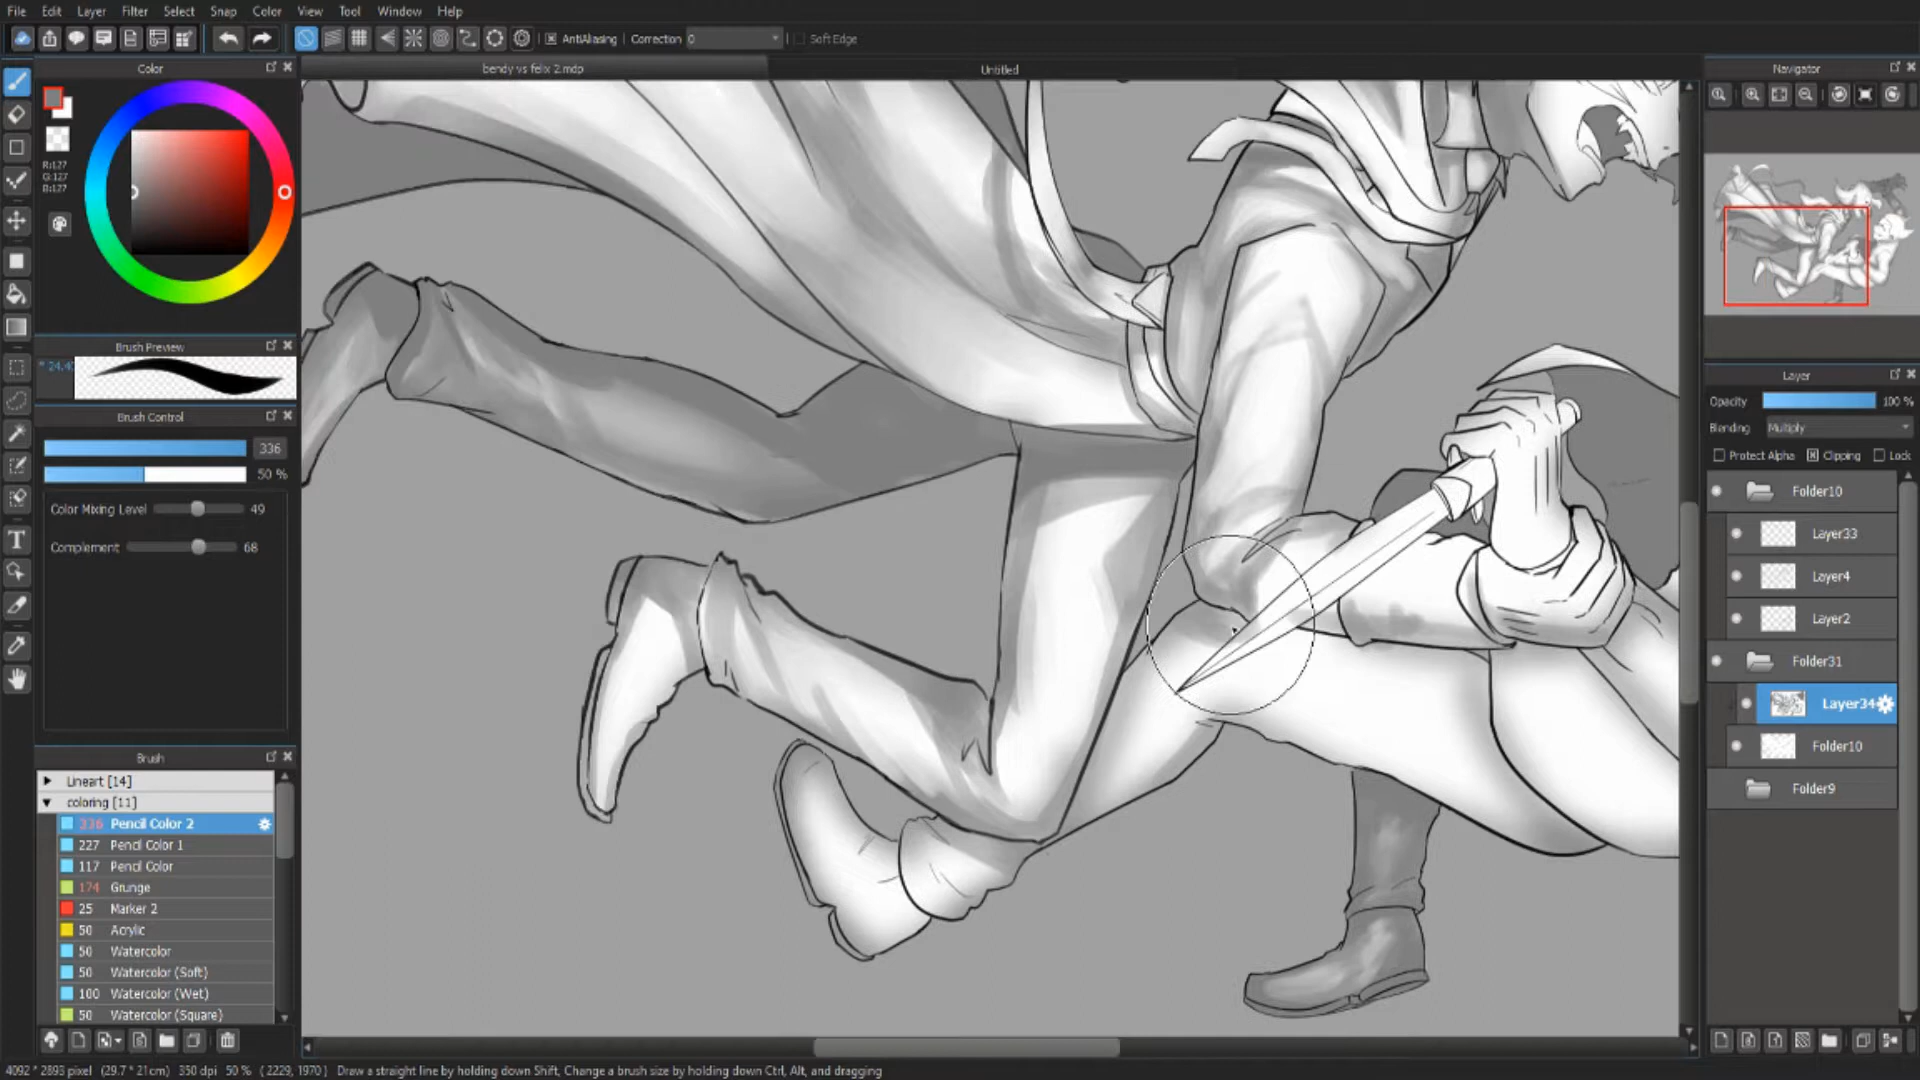 File Edit Layer Filter Select Snap Color View Tool Window Help
AntiAliasing Correction 0 Soft Edge
Color
bendy vs felix 2.mdp
Untitled
Navigator
R:127
G:127
B:127
Brush Preview
* 24.4
Brush Control
336
50 %
Color Mixing Level 49
Complement 68
Brush
Lineart [14]
coloring [11]
336 Pencil Color 2
227 Pencil Color 1
117 Pencil Color
174 Grunge
25 Marker 2
50 Acrylic
50 Watercolor
50 Watercolor (Soft)
100 Watercolor (Wet)
50 Watercolor (Square)
Layer
Opacity 100 %
Blending Multiply
Protect Alpha Clipping Lock
Folder10
Layer33
Layer4
Layer2
Folder31
Layer34
Folder10
Folder9
4092 * 2893 pixel (29.7 * 21cm) 350 dpi 50 % ( 2229, 1970 ) Draw a straight line by holding down Shift, Change a brush size by holding down Ctrl, Alt, and dragging